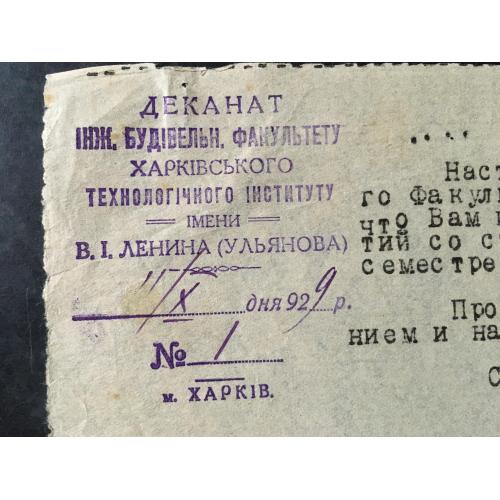 ДЕКАНАТ
ІНЖ. БУДІВЕЛЬН. ФАКУЛЬТЕТУ
ХАРКІВСЬКОГО
ТЕХНОЛОГІЧНОГО ІНСТИТУТУ
ІМЕНИ
В. І. ЛЕНИНА (УЛЬЯНОВА)
11/X дня 929 р.
№ 1
м. ХАРКІВ.
Наст
го Факул
что Вам
тий со с
семестре
Про
нием и на
С